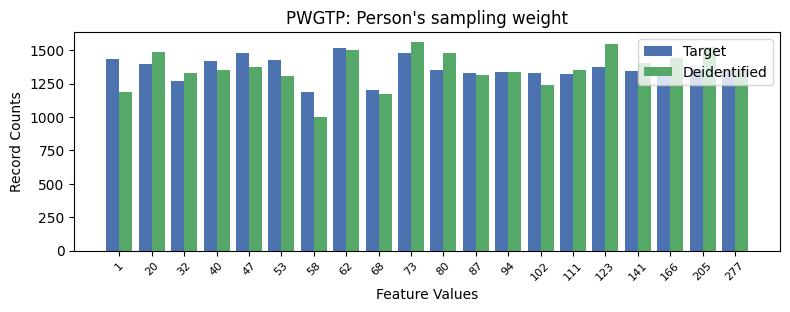 PWGTP: Person's sampling weight
Target
Deidentified
Record Counts
1500
1250
1000
750
500
250
0
1 20 32 40 47 53 58 62 68 73 80 87 94 102 111 123 141 166 205 277
Feature Values